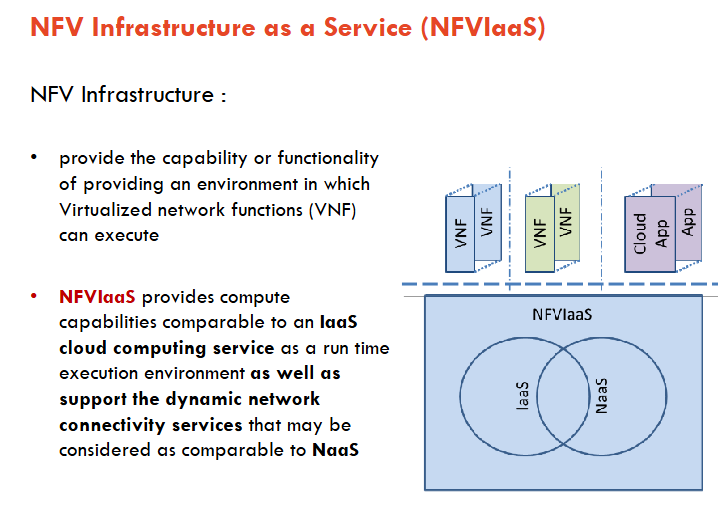 NFV Infrastructure as a Service (NFVIaaS)
NFV Infrastructure :
• provide the capability or functionality
of providing an environment in which
Virtualized network functions (VNF)
can execute
• NFVIaaS provides compute
capabilities comparable to an IaaS
cloud computing service as a run time
execution environment as well as
support the dynamic network
connectivity services that may be
considered as comparable to NaaS
VNF
VNF
VNF
VNF
Cloud
App
App
NFVIaaS
IaaS
NaaS